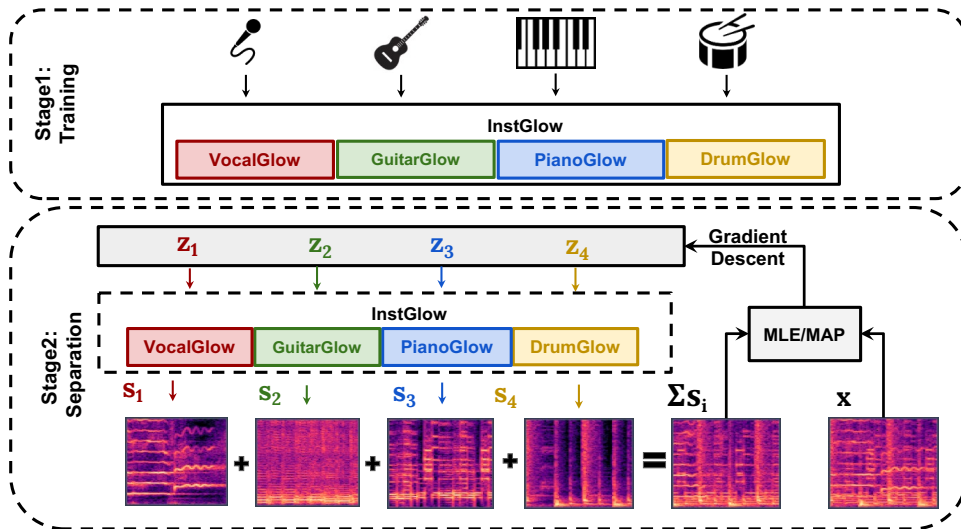 Stage1:
Training
InstGlow
VocalGlow
GuitarGlow
PianoGlow
DrumGlow
Stage2:
Separation
z1
z2
z3
z4
Gradient
Descent
InstGlow
VocalGlow
GuitarGlow
PianoGlow
DrumGlow
MLE/MAP
s1
s2
s3
s4
Σsi
x
+
+
+
=